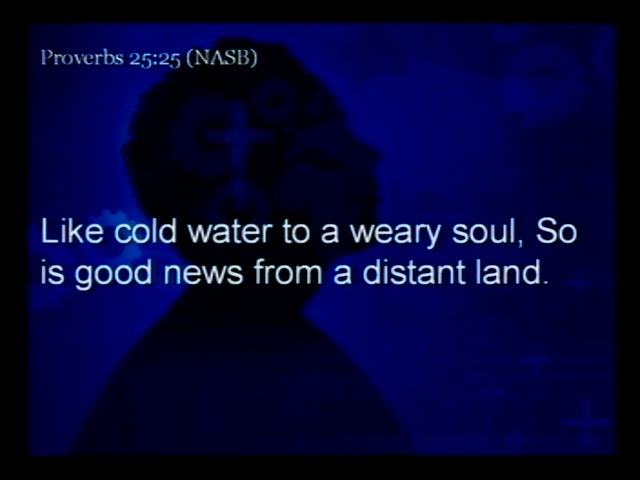 Proverbs 25:25 (NASB)
Like cold water to a weary soul, So
is good news from a distant land.